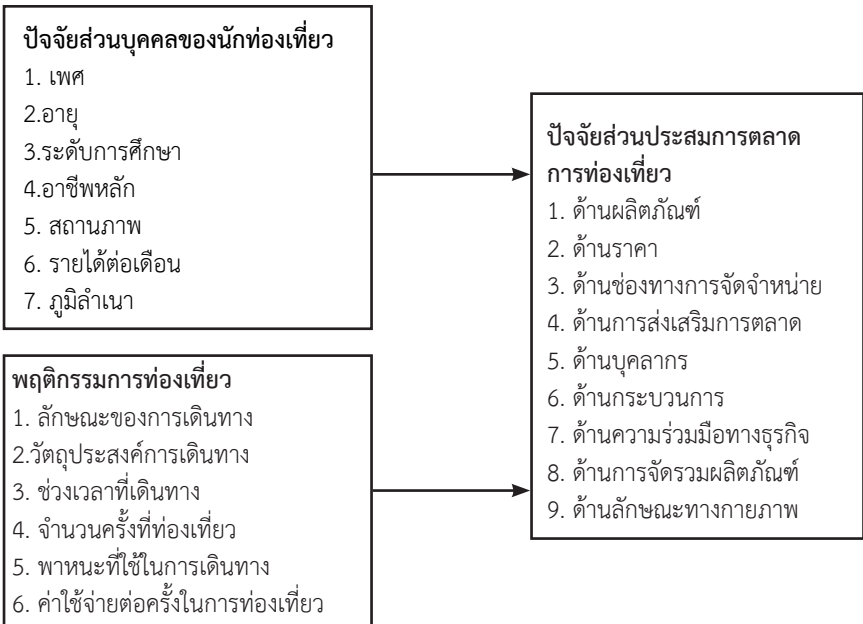 ปัจจัยส่วนบุคคลของนักท่องเที่ยว
1. เพศ
2.อายุ
3.ระดับการศึกษา
4.อาชีพหลัก
5. สถานภาพ
6. รายได้ต่อเดือน
7. ภูมิลำเนา
พฤติกรรมการท่องเที่ยว
1. ลักษณะของการเดินทาง
2.วัตถุประสงค์การเดินทาง
3. ช่วงเวลาที่เดินทาง
4. จำนวนครั้งที่ท่องเที่ยว
5. พาหนะที่ใช้ในการเดินทาง
6. ค่าใช้จ่ายต่อครั้งในการท่องเที่ยว
ปัจจัยส่วนประสมการตลาด
การท่องเที่ยว
1. ด้านผลิตภัณฑ์
2. ด้านราคา
3. ด้านช่องทางการจัดจำหน่าย
4. ด้านการส่งเสริมการตลาด
5. ด้านบุคลากร
6. ด้านกระบวนการ
7. ด้านความร่วมมือทางธุรกิจ
8. ด้านการจัดรวมผลิตภัณฑ์
9. ด้านลักษณะทางกายภาพ